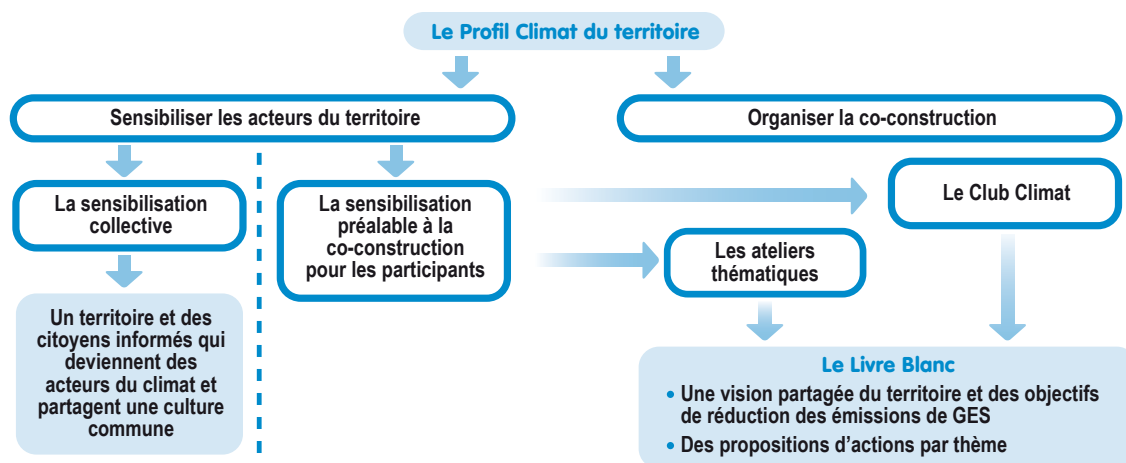 Le Profil Climat du territoire
Sensibiliser les acteurs du territoire
Organiser la co-construction
La sensibilisation
collective
La sensibilisation
préalable à la
co-construction
pour les participants
Le Club Climat
Les ateliers
thématiques
Un territoire et des
citoyens informés qui
deviennent des
acteurs du climat et
partagent une culture
commune
Le Livre Blanc
• Une vision partagée du territoire et des objectifs
de réduction des émissions de GES
• Des propositions d’actions par thème